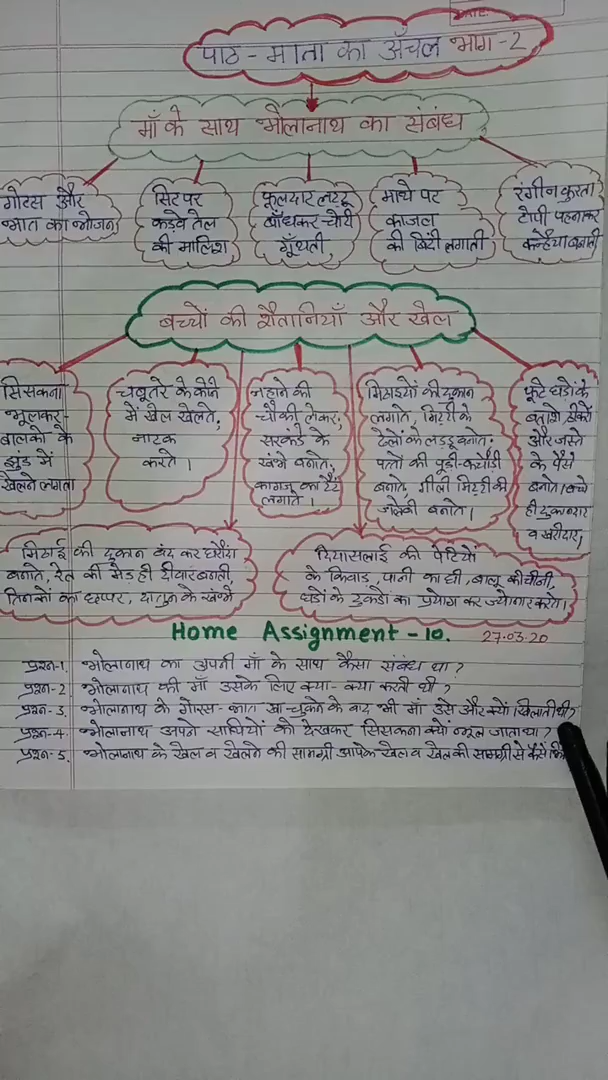 DATE:
पाठ - माता का अँचल भाग-2
माँ के साथ भोलानाथ का संबंध
गोरस और
भात का भोजन
सिर पर
कड़वे तेल
की मालिश
फूलदार लट्टू
बाँधकर चोटी
गूँथती
माथे पर
काजल
की बिंदी लगाती
रंगीन कुरता
टोपी पहनाकर
कन्हैया बनाती
बच्चों की शैतानियाँ और खेल
सिसकना
भूलकर
बालकों के
झुंड में
खेलने लगता
चबूतरे के कोने
में खेल खेलते,
नाटक
करते।
नहाने की
चौकी लेकर,
सरकंडे के
खंभे बनाते,
कागज़ का टेंट
लगाते।
मिठाइयों की दुकान
लगाते, मिट्टी के
ढेलों के लड्डू बनाते,
पत्तों की पूड़ी-कचौड़ी
बनाते गीली मिट्टी की
जलेबी बनाते।
फूटे घड़ों के
बताशे, ठीकरों
और जस्ते
के पैसे
बनाते। बच्चे
ही दुकानदार
व खरीदार,
मिठाई की दुकान बंद कर घरौंदा
बनाते, रेत की मेड़ ही दीवार बनती
तिनकों का छप्पर, दातुन के खंभे
दियासलाई की पेटियों
के किवाड़, पानी का घी, बालू की चीनी,
घड़ों के टुकड़ों का प्रयोग कर ज्योनार करते।
Home Assignment - 10. 27.03.20
प्रश्न-1. भोलानाथ का अपनी माँ के साथ कैसा संबंध था?
प्रश्न-2 भोलानाथ की माँ उसके लिए क्या-क्या करती थी?
प्रश्न-3. भोलानाथ के गोरस-भात खा चुकने के बाद भी माँ उसे और क्यों खिलाती थी?
प्रश्न-4. भोलानाथ अपने साथियों को देखकर सिसकना क्यों भूल जाता था?
प्रश्न-5. भोलानाथ के खेल व खेलने की सामग्री आपके खेल व खेल की सामग्री से कैसे